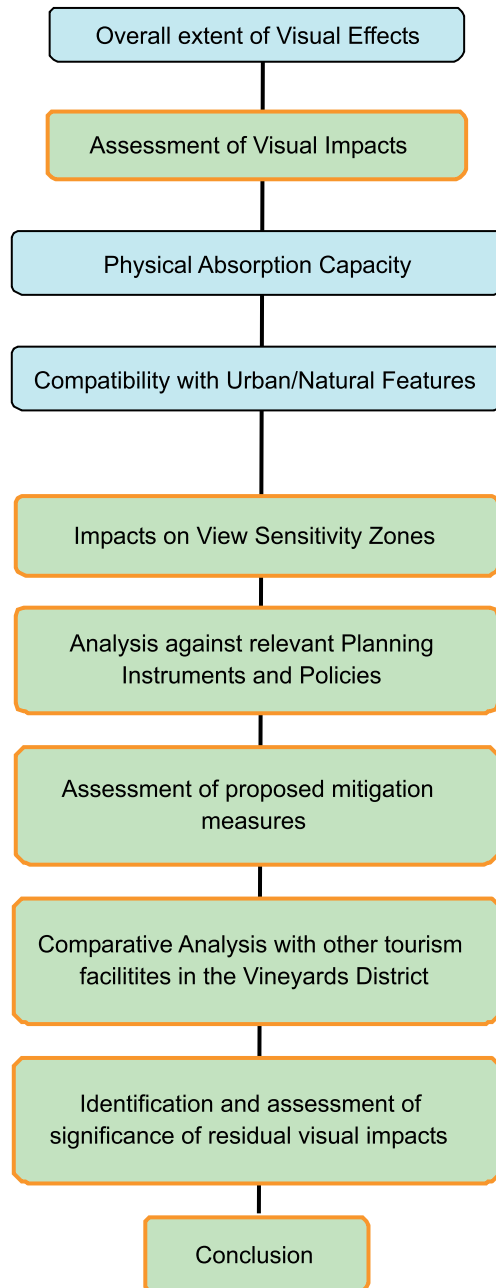 Overall extent of Visual Effects
Assessment of Visual Impacts
Physical Absorption Capacity
Compatibility with Urban/Natural Features
Impacts on View Sensitivity Zones
Analysis against relevant Planning
Instruments and Policies
Assessment of proposed mitigation
measures
Comparative Analysis with other tourism
facilitites in the Vineyards District
Identification and assessment of
significance of residual visual impacts
Conclusion